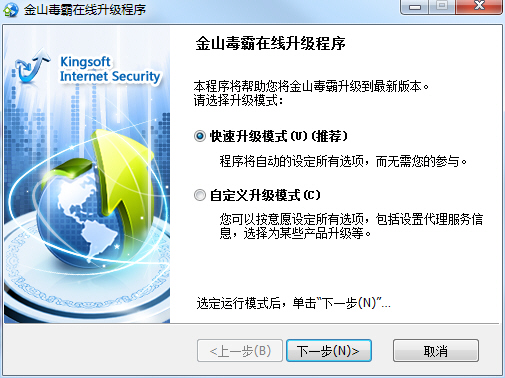 金山毒霸在线升级程序
Kingsoft
Internet Security
金山毒霸在线升级程序
本程序将帮助您将金山毒霸升级到最新版本。
请选择升级模式：
快速升级模式(U)(推荐)
程序将自动的设定所有选项，而无需您的参与。
自定义升级模式(C)
您可以按意愿设定所有选项，包括设置代理服务信
息，选择为某些产品升级等。
选定运行模式后，单击“下一步(N)”...
<上一步(B)
下一步(N)>
取消